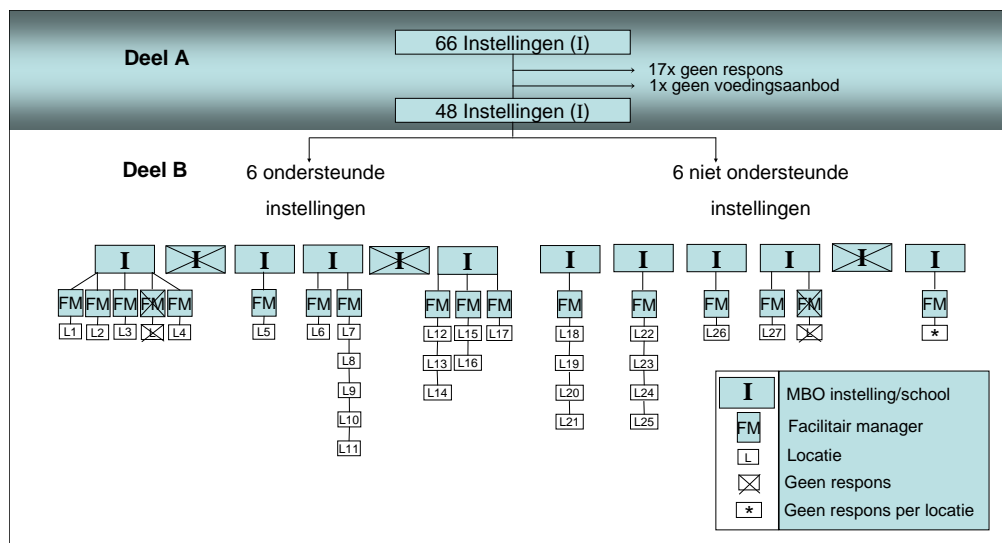 Deel A
66 Instellingen (I)
17x geen respons
1x geen voedingsaanbod
48 Instellingen (I)
Deel B
6 ondersteunde
instellingen
6 niet ondersteunde
instellingen
I I I I I I I I I I I I
FM FM FM FM FM FM FM FM FM FM FM FM FM FM FM FM FM
L1 L2 L3 L L4 L5 L6 L7 L12 L15 L17 L18 L22 L26 L27 L *
L8 L13 L16 L19 L23
L9 L14 L20 L24
L10 L21 L25
L11
I MBO instelling/school
FM Facilitair manager
L Locatie
Geen respons
* Geen respons per locatie